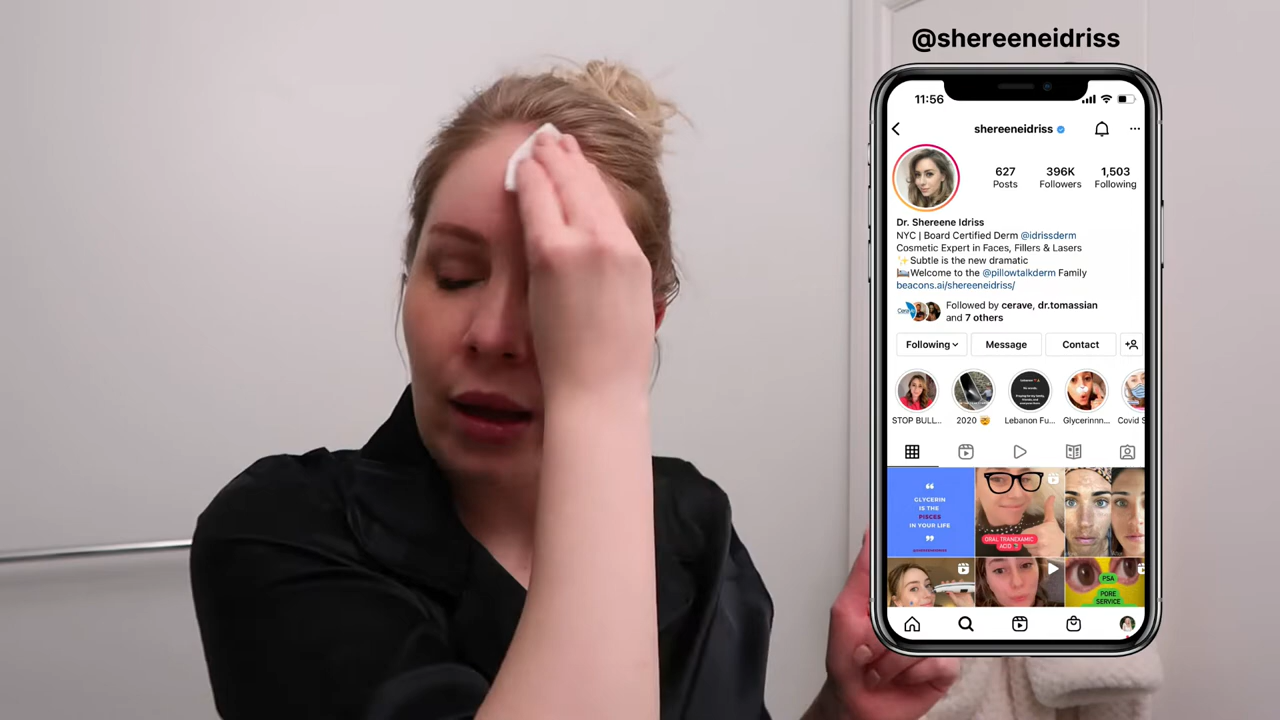 @shereeneidriss
11:56
shereeneidriss
627
396K
1,503
Posts
Followers
Following
Dr. Shereene Idriss
NYC | Board Certified Derm @idrissderm
Cosmetic Expert in Faces, Fillers & Lasers
✨Subtle is the new dramatic
🛏Welcome to the @pillowtalkderm Family
beacons.ai/shereeneidriss/
Followed by cerave, dr.tomassian
and 7 others
Following
Message
Contact
STOP BULL...
2020 🤯
Lebanon Fu...
Glycerinnn...
Covid S
“
GLYCERIN
IS THE
PISCES
IN YOUR LIFE
”
ORAL TRANEXAMIC
ACID
PSA
PORE
SERVICE